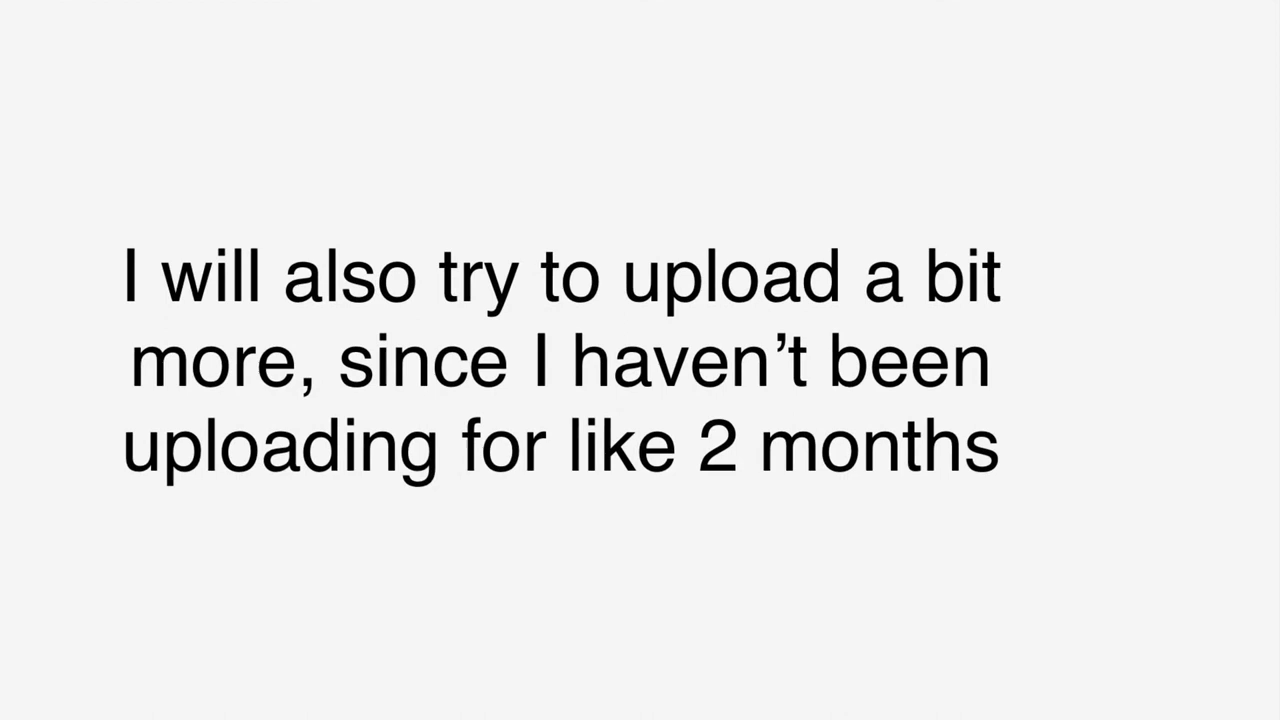 I will also try to upload a bit
more, since I haven’t been
uploading for like 2 months